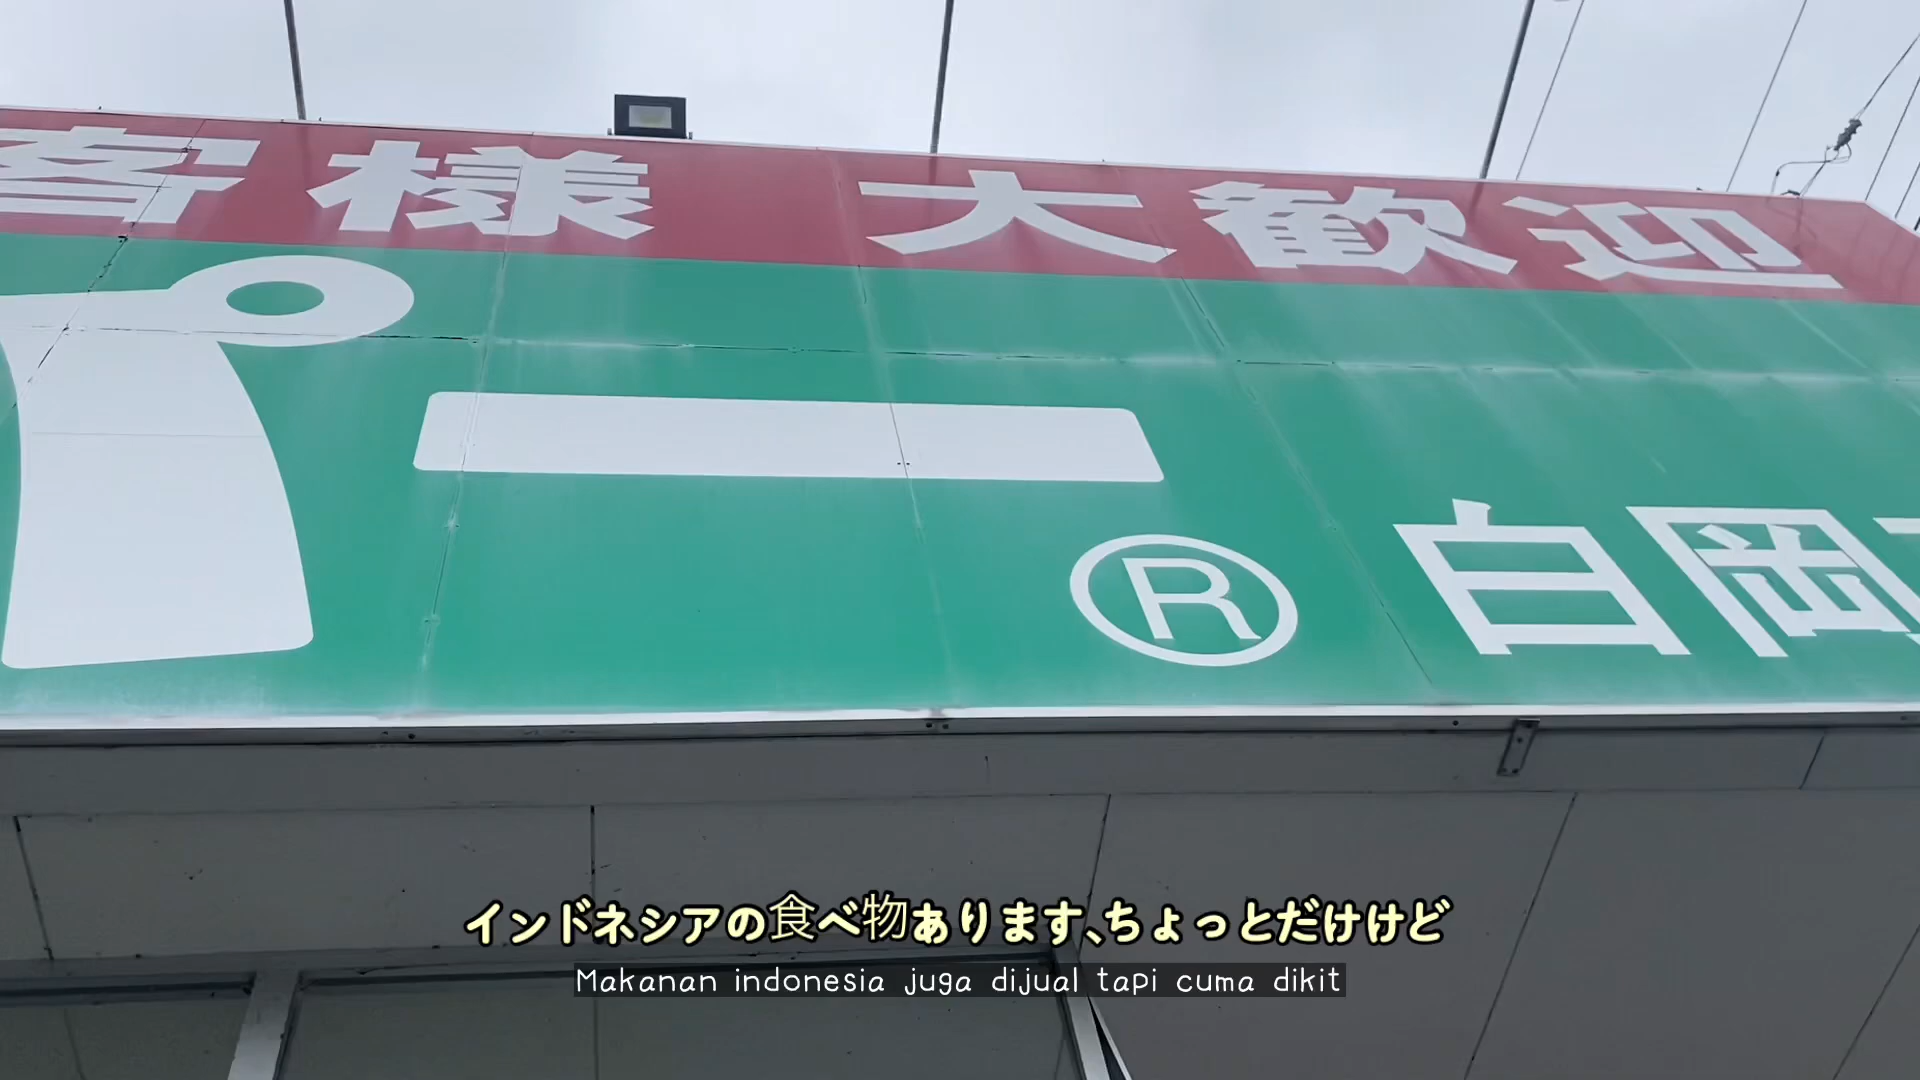 客様 大歓迎
パー® 白岡
インドネシアの食べ物あります、ちょっとだけけど
Makanan indonesia juga dijual tapi cuma dikit